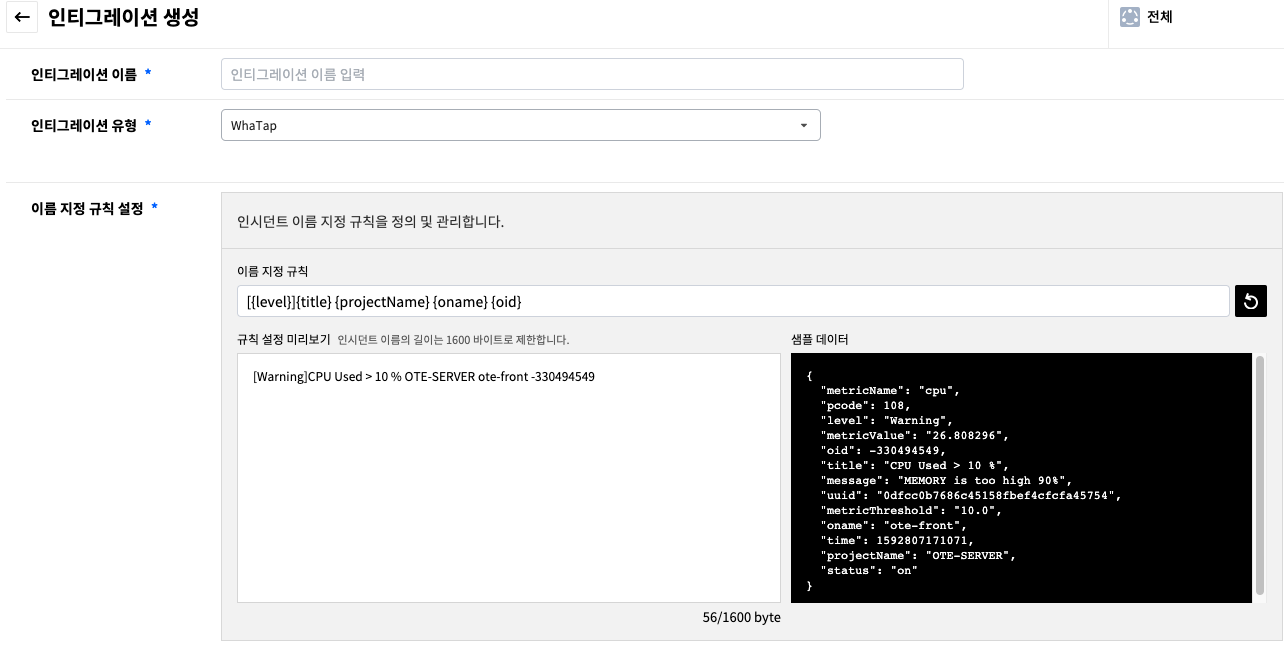 인티그레이션 생성
전체
인티그레이션 이름 *
인티그레이션 이름 입력
인티그레이션 유형 *
WhaTap
이름 지정 규칙 설정 *
인시던트 이름 지정 규칙을 정의 및 관리합니다.
이름 지정 규칙
[{level}]{title} {projectName} {oname} {oid}
규칙 설정 미리보기 인시던트 이름의 길이는 1600 바이트로 제한합니다.
[Warning]CPU Used > 10 % OTE-SERVER ote-front -330494549
56/1600 byte
샘플 데이터
{
"metricName": "cpu",
"pcode": 108,
"level": "Warning",
"metricValue": "26.808296",
"oid": -330494549,
"title": "CPU Used > 10 %",
"message": "MEMORY is too high 90%",
"uuid": "0dfcc0b7686c45158fbef4cfcfa45754",
"metricThreshold": "10.0",
"oname": "ote-front",
"time": 1592807171071,
"projectName": "OTE-SERVER",
"status": "on"
}